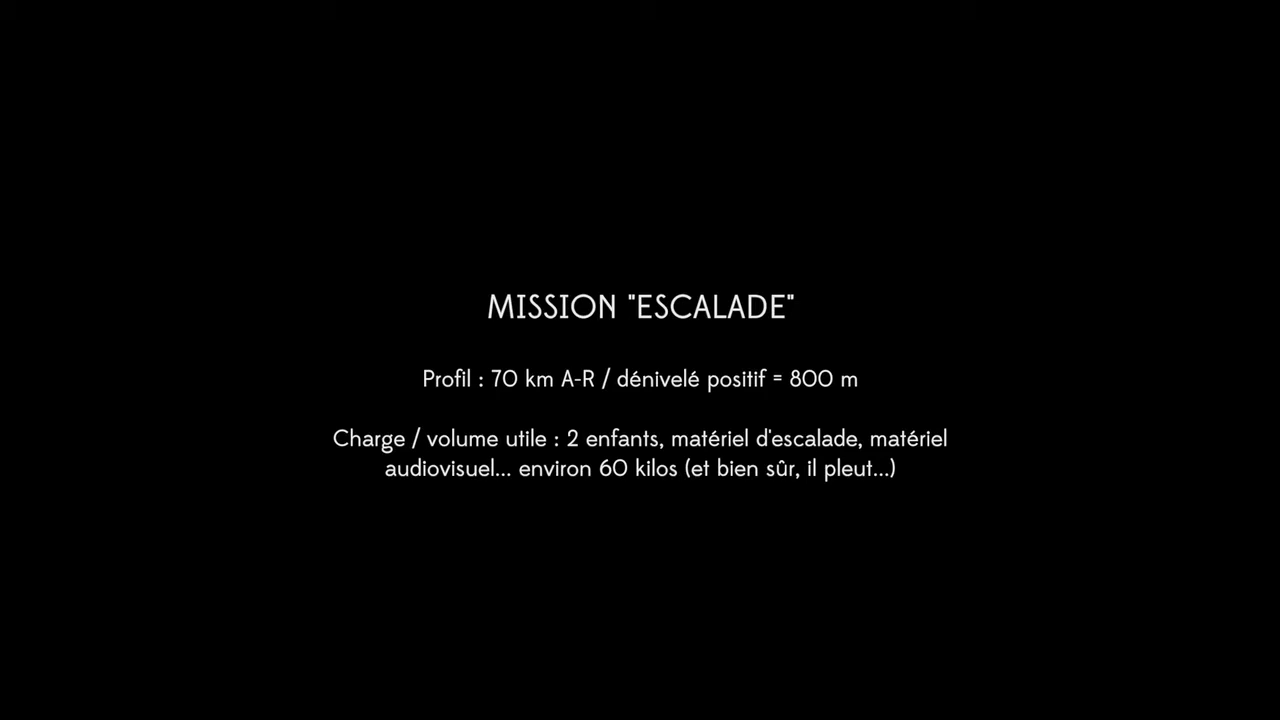 MISSION "ESCALADE"
Profil : 70 km A-R / dénivelé positif = 800 m
Charge / volume utile : 2 enfants, matériel d'escalade, matériel
audiovisuel... environ 60 kilos (et bien sûr, il pleut...)